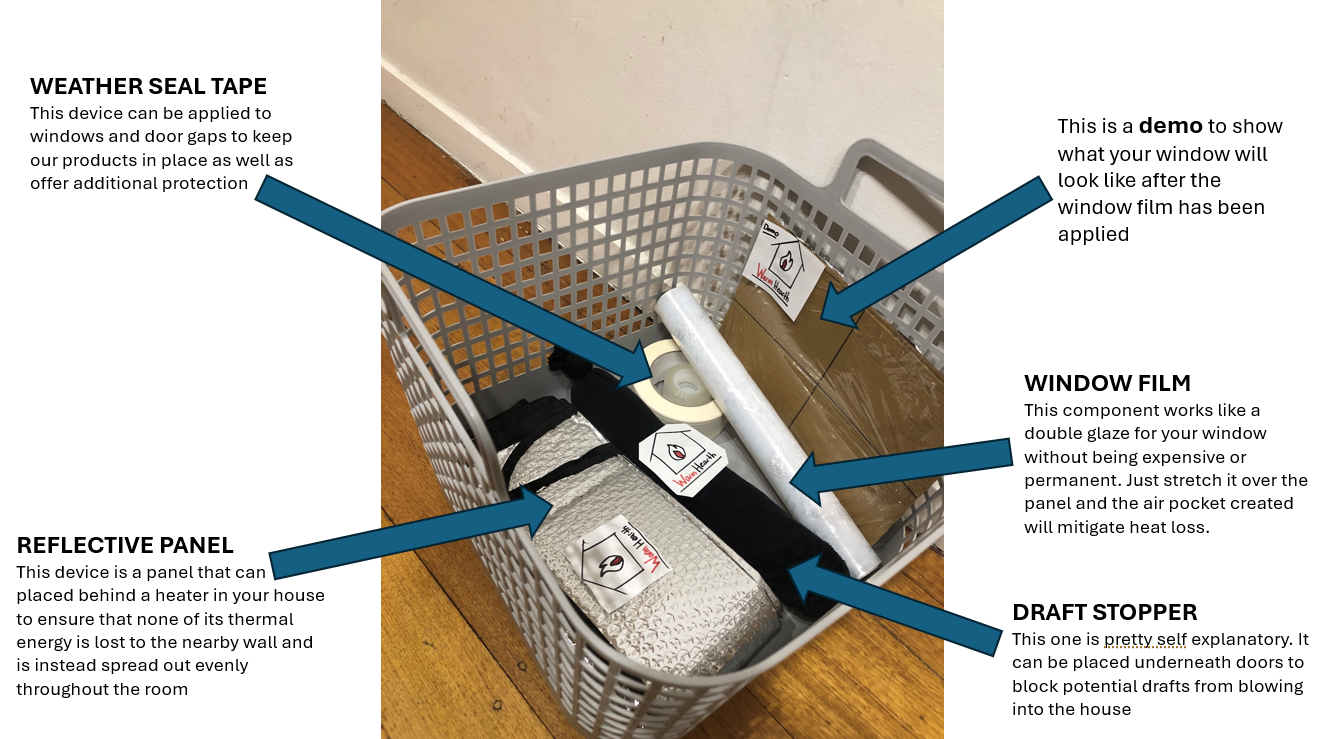 WEATHER SEAL TAPE
This device can be applied to
windows and door gaps to keep
our products in place as well as
offer additional protection
This is a demo to show
what your window will
look like after the
window film has been
applied
Demo
Warm Hearth
WINDOW FILM
This component works like a
double glaze for your window
without being expensive or
permanent. Just stretch it over the
panel and the air pocket created
will mitigate heat loss.
Warm Hearth
REFLECTIVE PANEL
This device is a panel that can
placed behind a heater in your house
to ensure that none of its thermal
energy is lost to the nearby wall and
is instead spread out evenly
throughout the room
Warm Hearth
DRAFT STOPPER
This one is pretty self explanatory. It
can be placed underneath doors to
block potential drafts from blowing
into the house